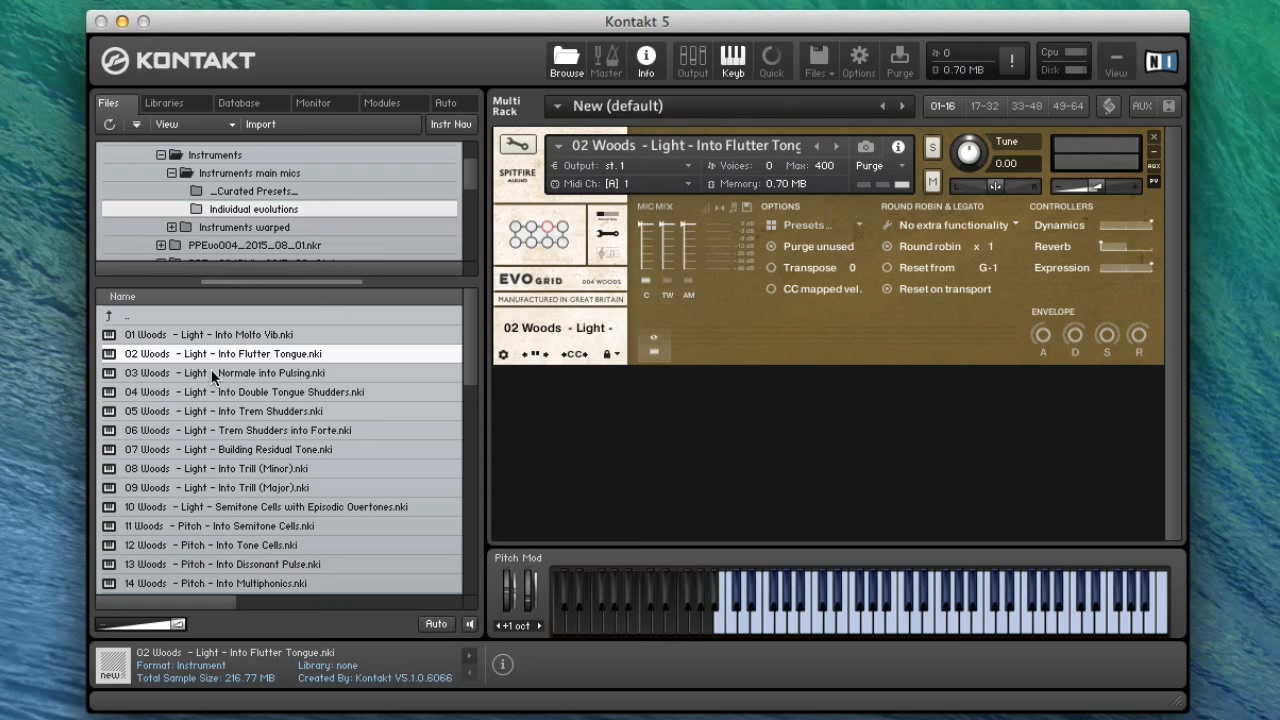 Kontakt 5
KONTAKT
Browse Master Info Output Keyb Quick Files Options Purge
0
0.70 MB
!
Cpu
Disk
View
NI
Files Libraries Database Monitor Modules Auto
View Import Instr Nav
Instruments
Instruments main mics
_Curated Presets_
Individual evolutions
Instruments warped
PPEvo004_2015_08_01.nkr
Name
..
01 Woods - Light - Into Molto Vib.nki
02 Woods - Light - Into Flutter Tongue.nki
03 Woods - Light - Normale into Pulsing.nki
04 Woods - Light - Into Double Tongue Shudders.nki
05 Woods - Light - Into Trem Shudders.nki
06 Woods - Light - Trem Shudders into Forte.nki
07 Woods - Light - Building Residual Tone.nki
08 Woods - Light - Into Trill (Minor).nki
09 Woods - Light - Into Trill (Major).nki
10 Woods - Light - Semitone Cells with Episodic Overtones.nki
11 Woods - Pitch - Into Semitone Cells.nki
12 Woods - Pitch - Into Tone Cells.nki
13 Woods - Pitch - Into Dissonant Pulse.nki
14 Woods - Pitch - Into Multiphonics.nki
Auto
new
02 Woods - Light - Into Flutter Tongue.nki
Format: Instrument Library: none
Total Sample Size: 216.77 MB Created By: Kontakt V5.1.0.6066
Multi
Rack
New (default)
01-16 17-32 33-48 49-64 AUX
SPITFIRE
AUDIO
02 Woods - Light - Into Flutter Tong
Output: st. 1 Voices: 0 Max: 400 Purge
Midi Ch: [A] 1 Memory: 0.70 MB
S
M
Tune
0.00
L R
AUX
PV
EVO GRID 004 WOODS
MANUFACTURED IN GREAT BRITAIN
02 Woods - Light -
CC
MIC MIX
C TW AM
OPTIONS
Presets...
Purge unused
Transpose 0
CC mapped vel.
ROUND ROBIN & LEGATO
No extra functionality
Round robin x 1
Reset from G-1
Reset on transport
CONTROLLERS
Dynamics
Reverb
Expression
ENVELOPE
A D S R
Pitch Mod
+1 oct